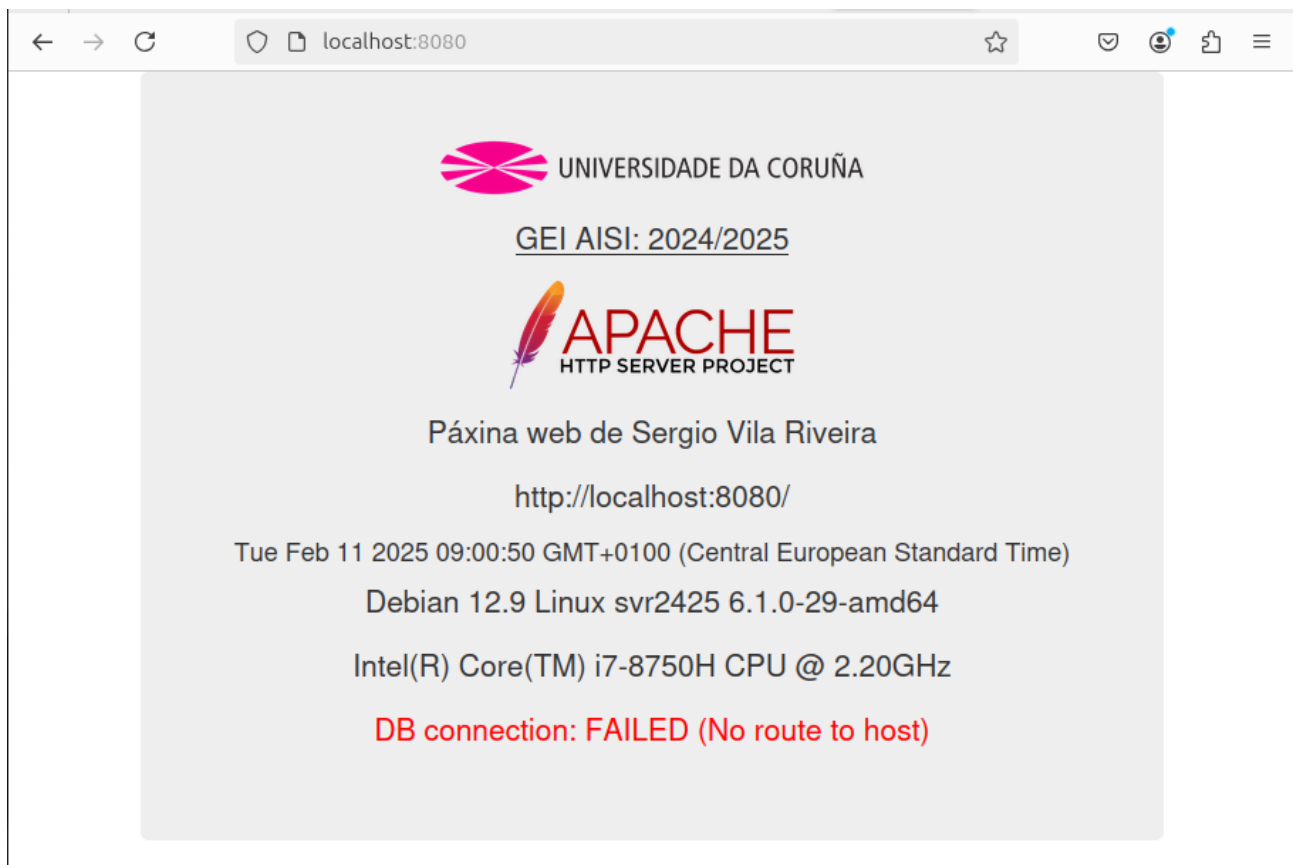 localhost:8080
UNIVERSIDADE DA CORUÑA
GEI AISI: 2024/2025
APACHE
HTTP SERVER PROJECT
Páxina web de Sergio Vila Riveira
http://localhost:8080/
Tue Feb 11 2025 09:00:50 GMT+0100 (Central European Standard Time)
Debian 12.9 Linux svr2425 6.1.0-29-amd64
Intel(R) Core(TM) i7-8750H CPU @ 2.20GHz
DB connection: FAILED (No route to host)